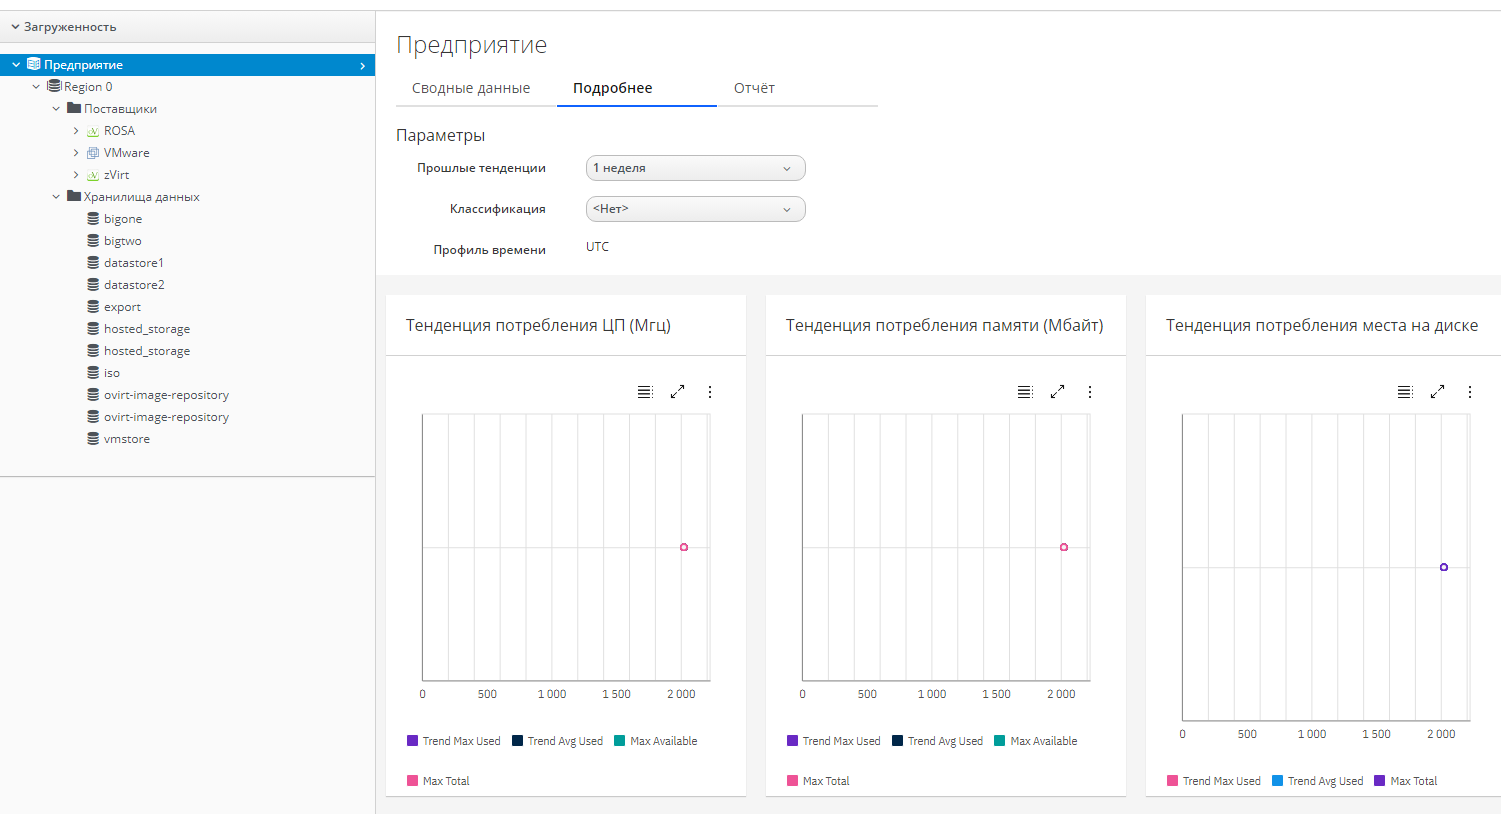 Загруженность
Предприятие
Region 0
Поставщики
ROSA
VMware
zVirt
Хранилища данных
bigone
bigtwo
datastore1
datastore2
export
hosted_storage
hosted_storage
iso
ovirt-image-repository
ovirt-image-repository
vmstore
Предприятие
Сводные данные Подробнее Отчёт
Параметры
Прошлые тенденции 1 неделя
Классификация <Нет>
Профиль времени UTC
Тенденция потребления ЦП (Мгц)
0 500 1 000 1 500 2 000
Trend Max Used Trend Avg Used Max Available
Max Total
Тенденция потребления памяти (Мбайт)
0 500 1 000 1 500 2 000
Trend Max Used Trend Avg Used Max Available
Max Total
Тенденция потребления места на диске
0 500 1 000 1 500 2 000
Trend Max Used Trend Avg Used Max Total